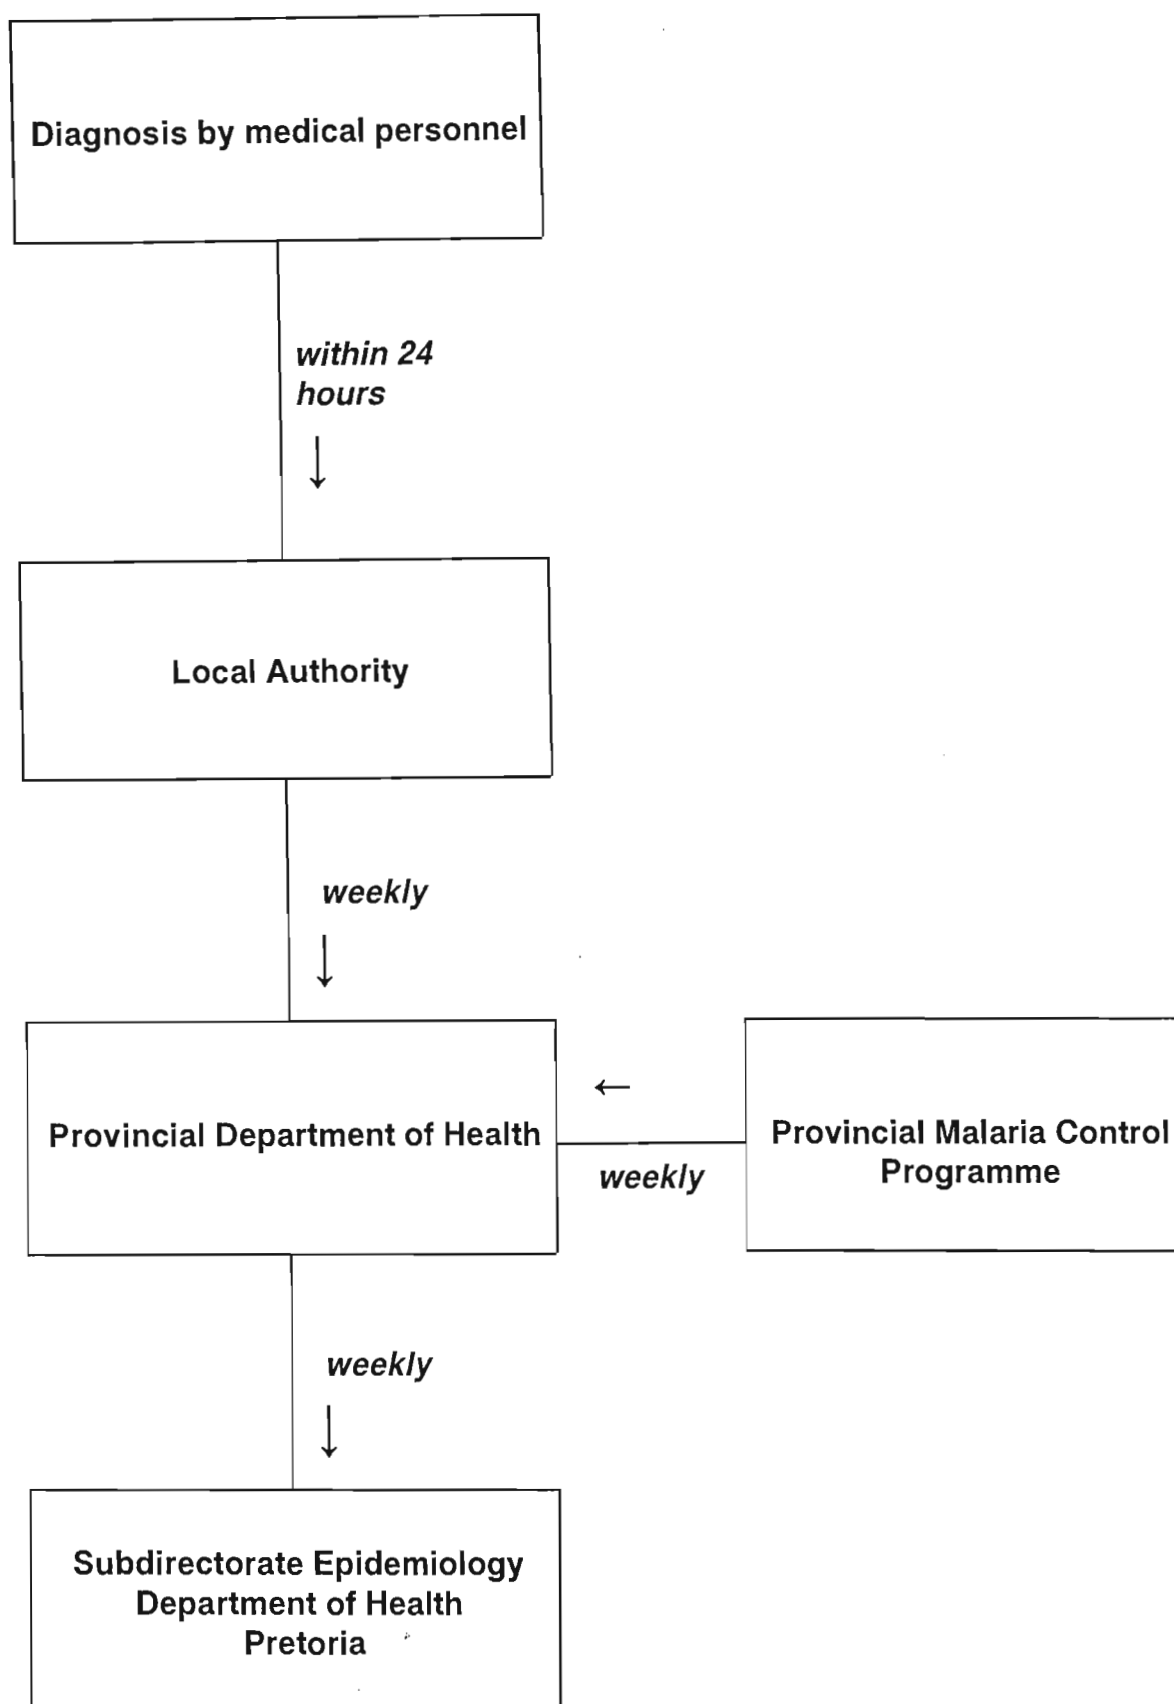 Diagnosis by medical personnel
within 24
hours
↓
Local Authority
weekly
↓
Provincial Department of Health
←
weekly
Provincial Malaria Control
Programme
weekly
↓
Subdirectorate Epidemiology
Department of Health
Pretoria